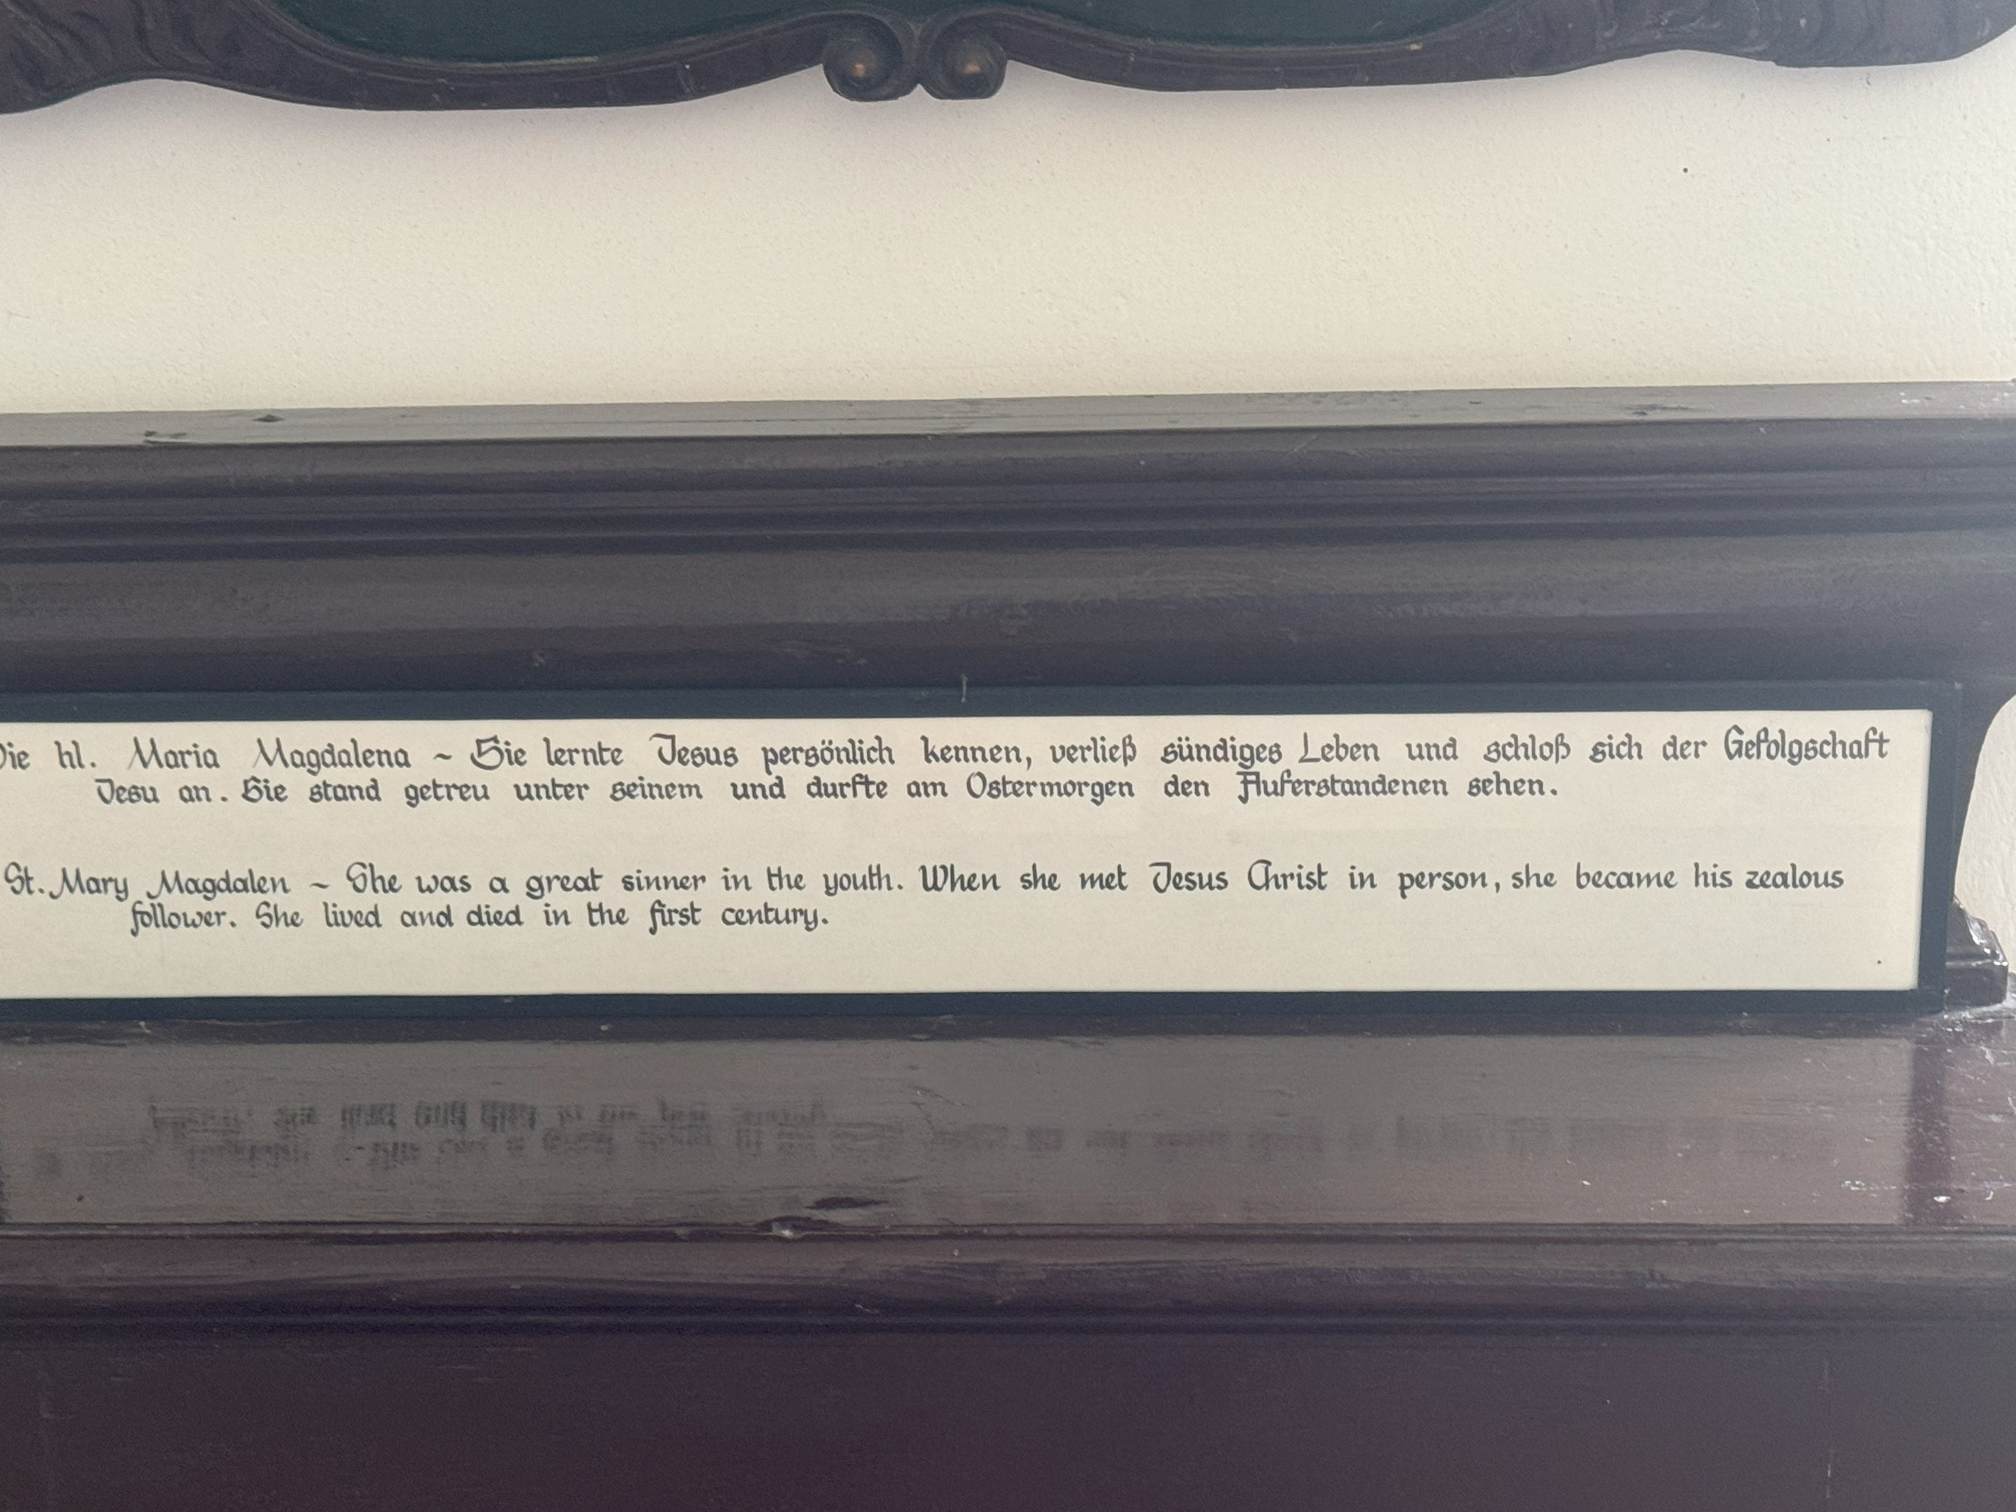 Die hl. Maria Magdalena ~ Sie lernte Jesus persönlich kennen, verließ sündiges Leben und schloß sich der Gefolgschaft
Jesu an. Sie stand getreu unter seinem und durfte am Ostermorgen den Auferstandenen sehen.
St. Mary Magdalen ~ She was a great sinner in the youth. When she met Jesus Christ in person, she became his zealous
follower. She lived and died in the first century.